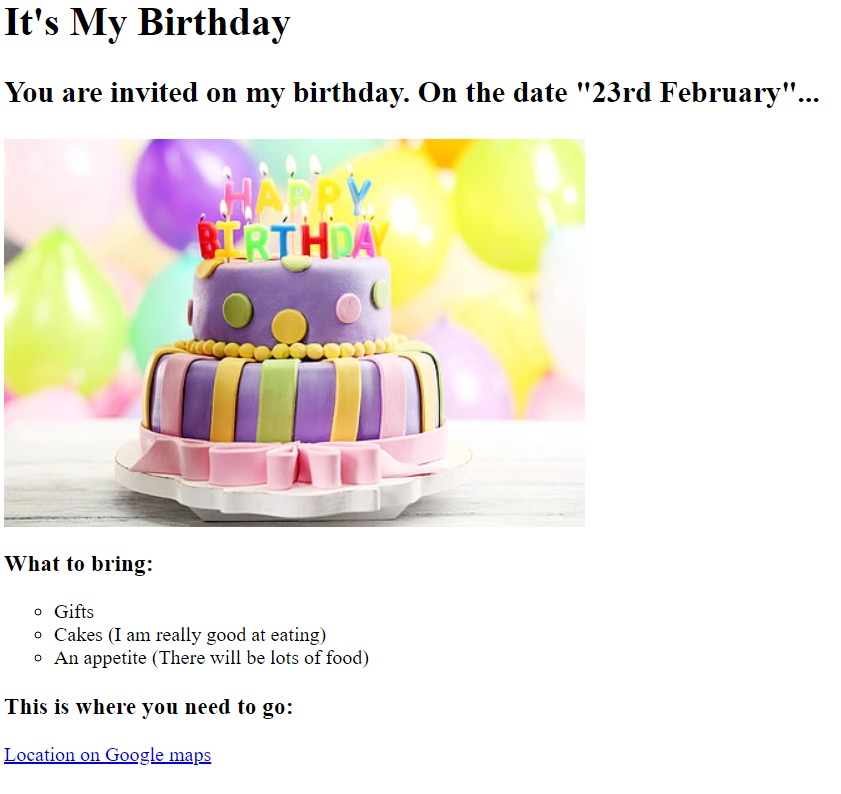 It's My Birthday
You are invited on my birthday. On the date "23rd February"...
HAPPY
BIRTHDAY
What to bring:
Gifts
Cakes (I am really good at eating)
An appetite (There will be lots of food)
This is where you need to go:
Location on Google maps